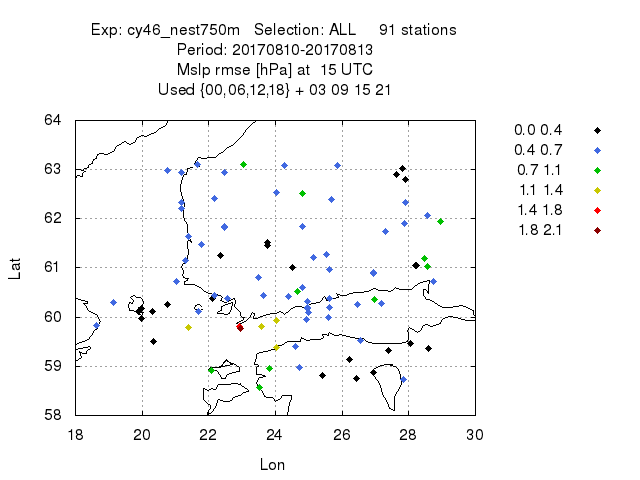 Exp: cy46_nest750m   Selection: ALL     91 stations
Period: 20170810-20170813
Mslp rmse [hPa] at  15 UTC
Used {00,06,12,18} + 03 09 15 21
64
63
62
61
60
59
58
Lat
18 20 22 24 26 28 30
Lon
0.0 0.4
0.4 0.7
0.7 1.1
1.1 1.4
1.4 1.8
1.8 2.1